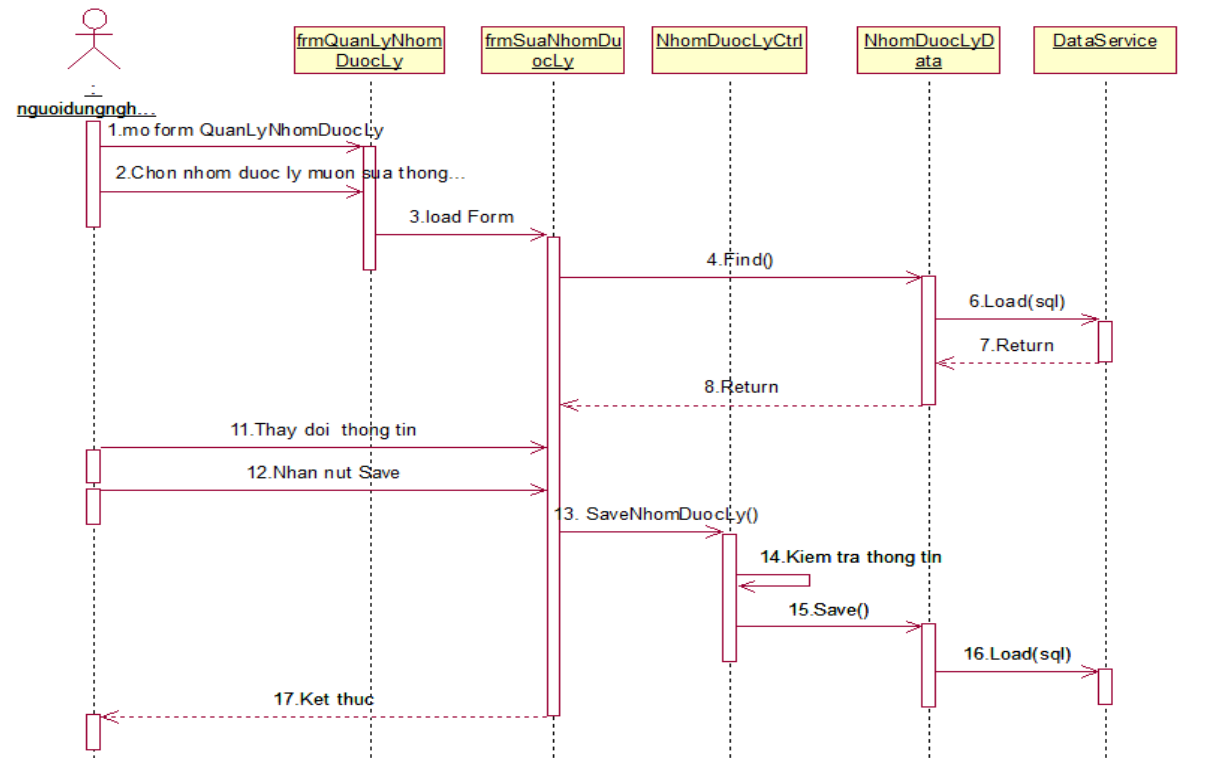 frmQuanLyNhom
DuocLy
frmSuaNhomDu
ocLy
NhomDuocLyCtrl
NhomDuocLyD
ata
DataService
:
nguoidungngh...
1.mo form QuanLyNhomDuocLy
2.Chon nhom duoc ly muon sua thong...
3.load Form
4.Find()
6.Load(sql)
7.Return
8.Return
11.Thay doi thong tin
12.Nhan nut Save
13. SaveNhomDuocLy()
14.Kiem tra thong tin
15.Save()
16.Load(sql)
17.Ket thuc